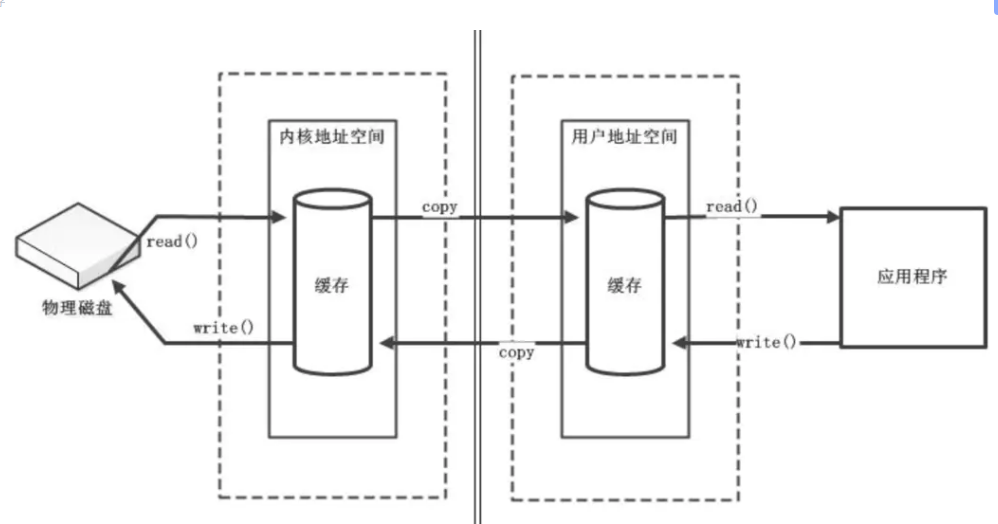 内核地址空间
用户地址空间
copy
read()
read()
缓存
缓存
应用程序
物理磁盘
write()
write()
copy